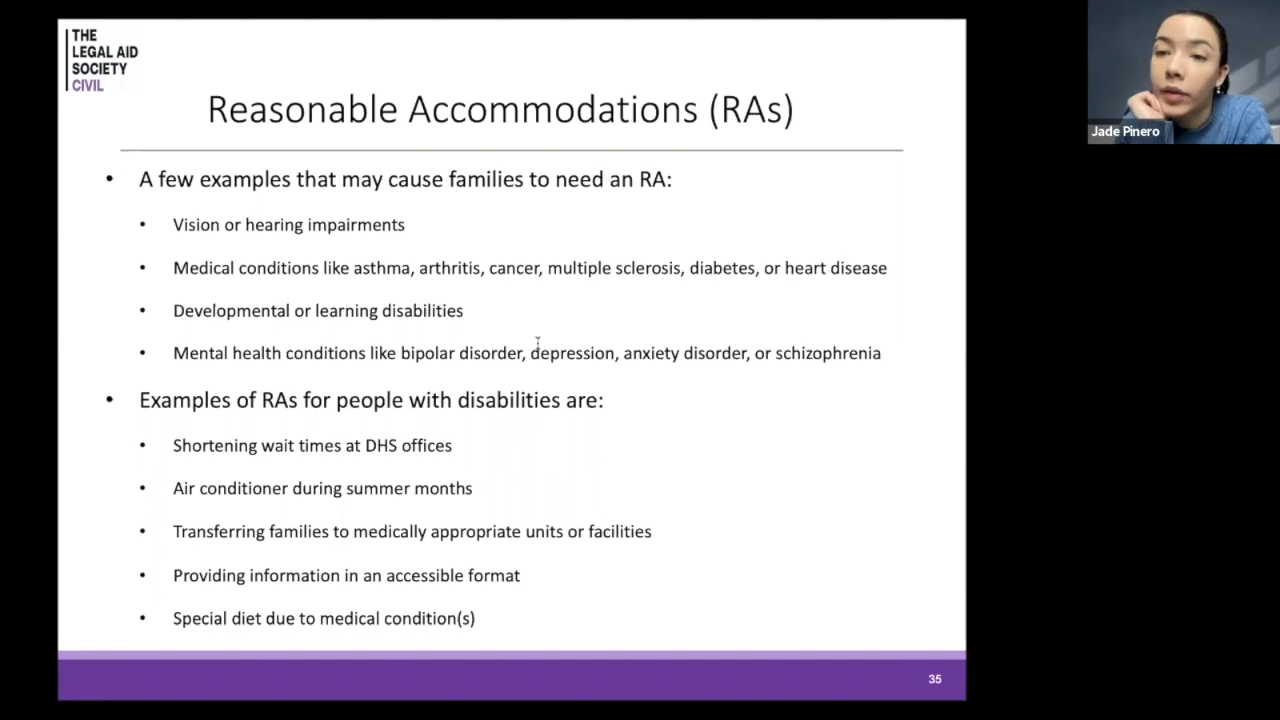 THE
LEGAL AID
SOCIETY
CIVIL
Reasonable Accommodations (RAs)
• A few examples that may cause families to need an RA:
• Vision or hearing impairments
• Medical conditions like asthma, arthritis, cancer, multiple sclerosis, diabetes, or heart disease
• Developmental or learning disabilities
• Mental health conditions like bipolar disorder, depression, anxiety disorder, or schizophrenia
• Examples of RAs for people with disabilities are:
• Shortening wait times at DHS offices
• Air conditioner during summer months
• Transferring families to medically appropriate units or facilities
• Providing information in an accessible format
• Special diet due to medical condition(s)
35
Jade Pinero